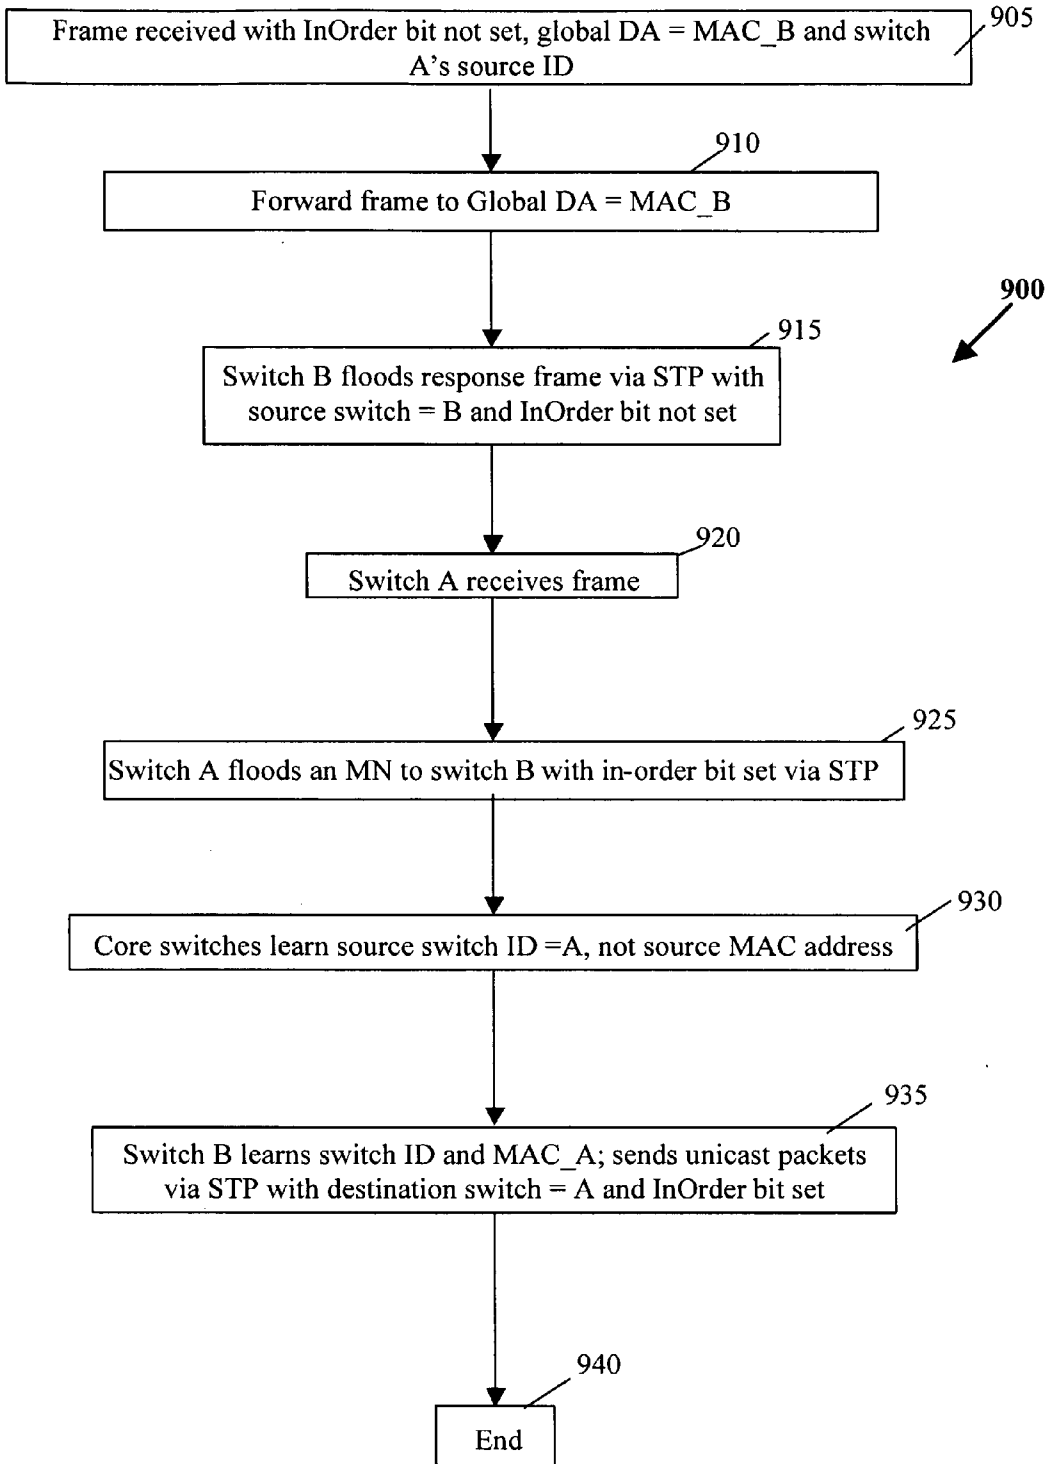 905
Frame received with InOrder bit not set, global DA = MAC_B and switch
A's source ID
910
Forward frame to Global DA = MAC_B
900
915
Switch B floods response frame via STP with
source switch = B and InOrder bit not set
920
Switch A receives frame
925
Switch A floods an MN to switch B with in-order bit set via STP
930
Core switches learn source switch ID =A, not source MAC address
935
Switch B learns switch ID and MAC_A; sends unicast packets
via STP with destination switch = A and InOrder bit set
940
End